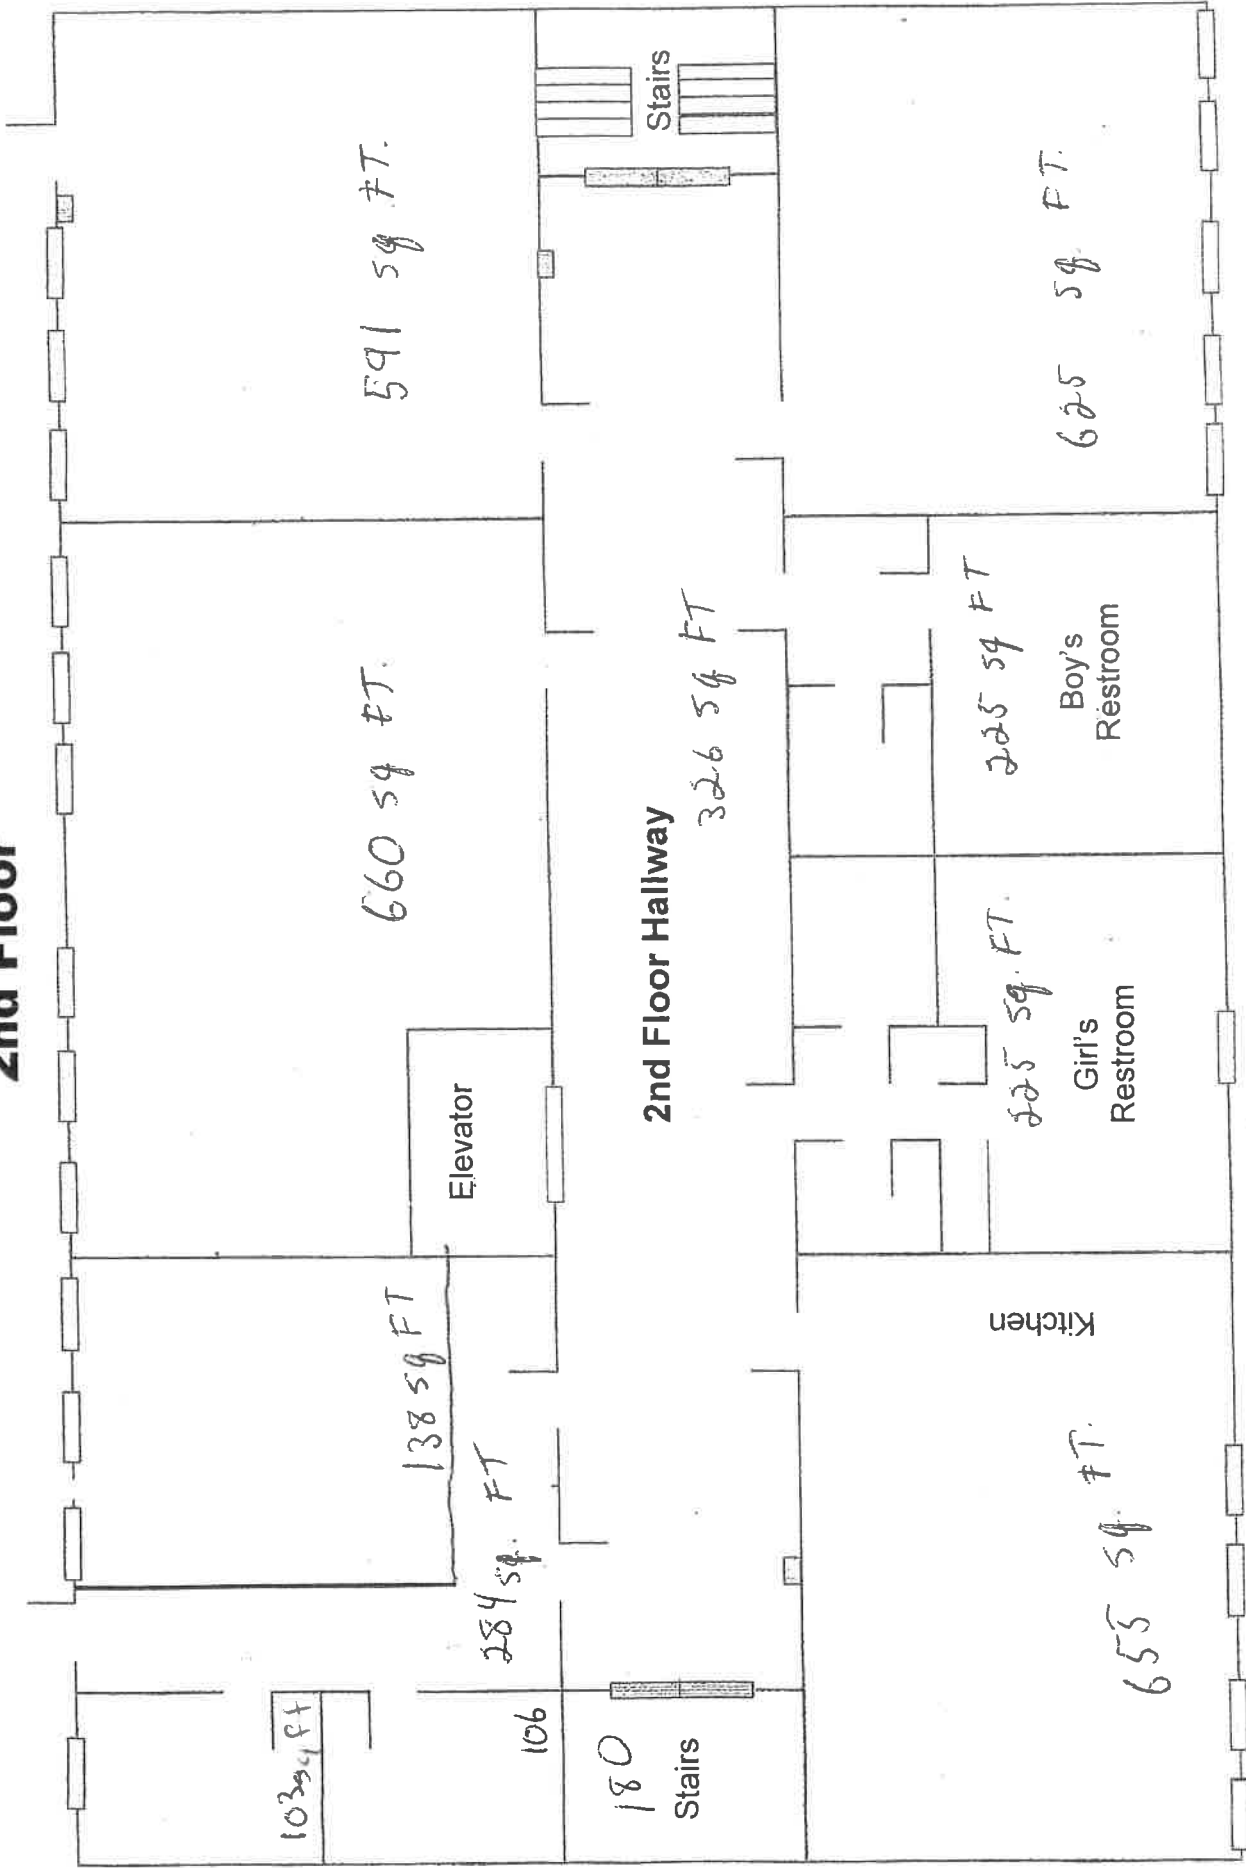 2nd Floor
103 sq ft
106
180
Stairs
284 sq. FT
138 sq FT
Elevator
660 sq FT.
591 sq. FT.
2nd Floor Hallway
326 sq FT
Stairs
655 sq FT.
Kitchen
225 sq. FT.
Girl's
Restroom
225 sq FT
Boy's
Restroom
625 sq FT.